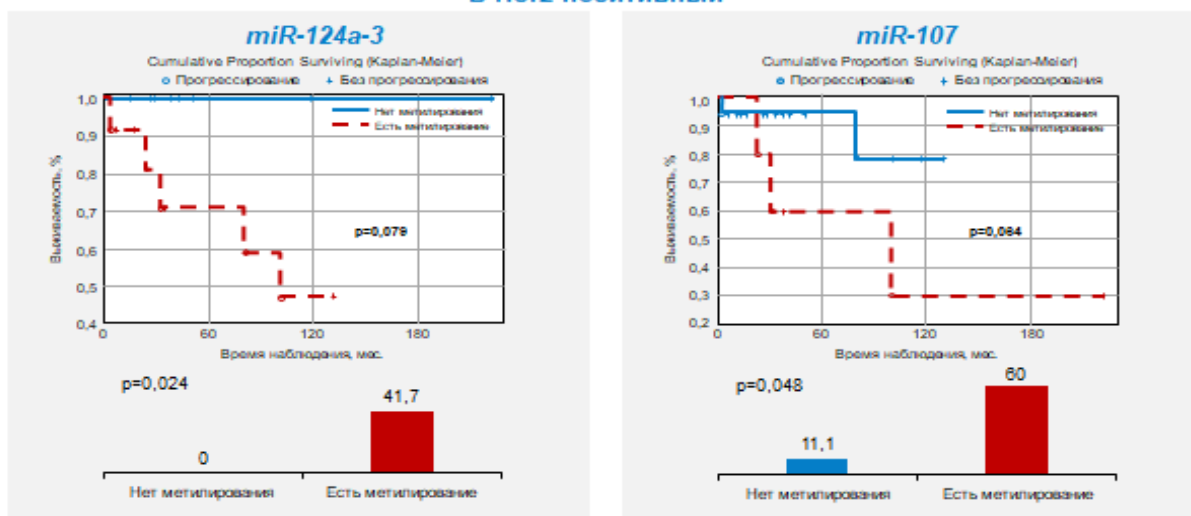 miR-124a-3
Cumulative Proportion Surviving (Kaplan-Meier)
Прогрессирование + Без прогрессирования
1,0
0,9
0,8
0,7
0,6
0,5
0,4
Выживаемость, %
Нет метилирования
Есть метилирование
p=0,079
0 60 120 180
Время наблюдения, мес.
p=0,024
0
41,7
Нет метилирования Есть метилирование
miR-107
Cumulative Proportion Surviving (Kaplan-Meier)
Прогрессирование + Без прогрессирования
1,0
0,9
0,8
0,7
0,6
0,5
0,4
0,3
0,2
Выживаемость, %
Нет метилирования
Есть метилирование
p=0,064
0 60 120 180
Время наблюдения, мес.
p=0,048
11,1
60
Нет метилирования Есть метилирование